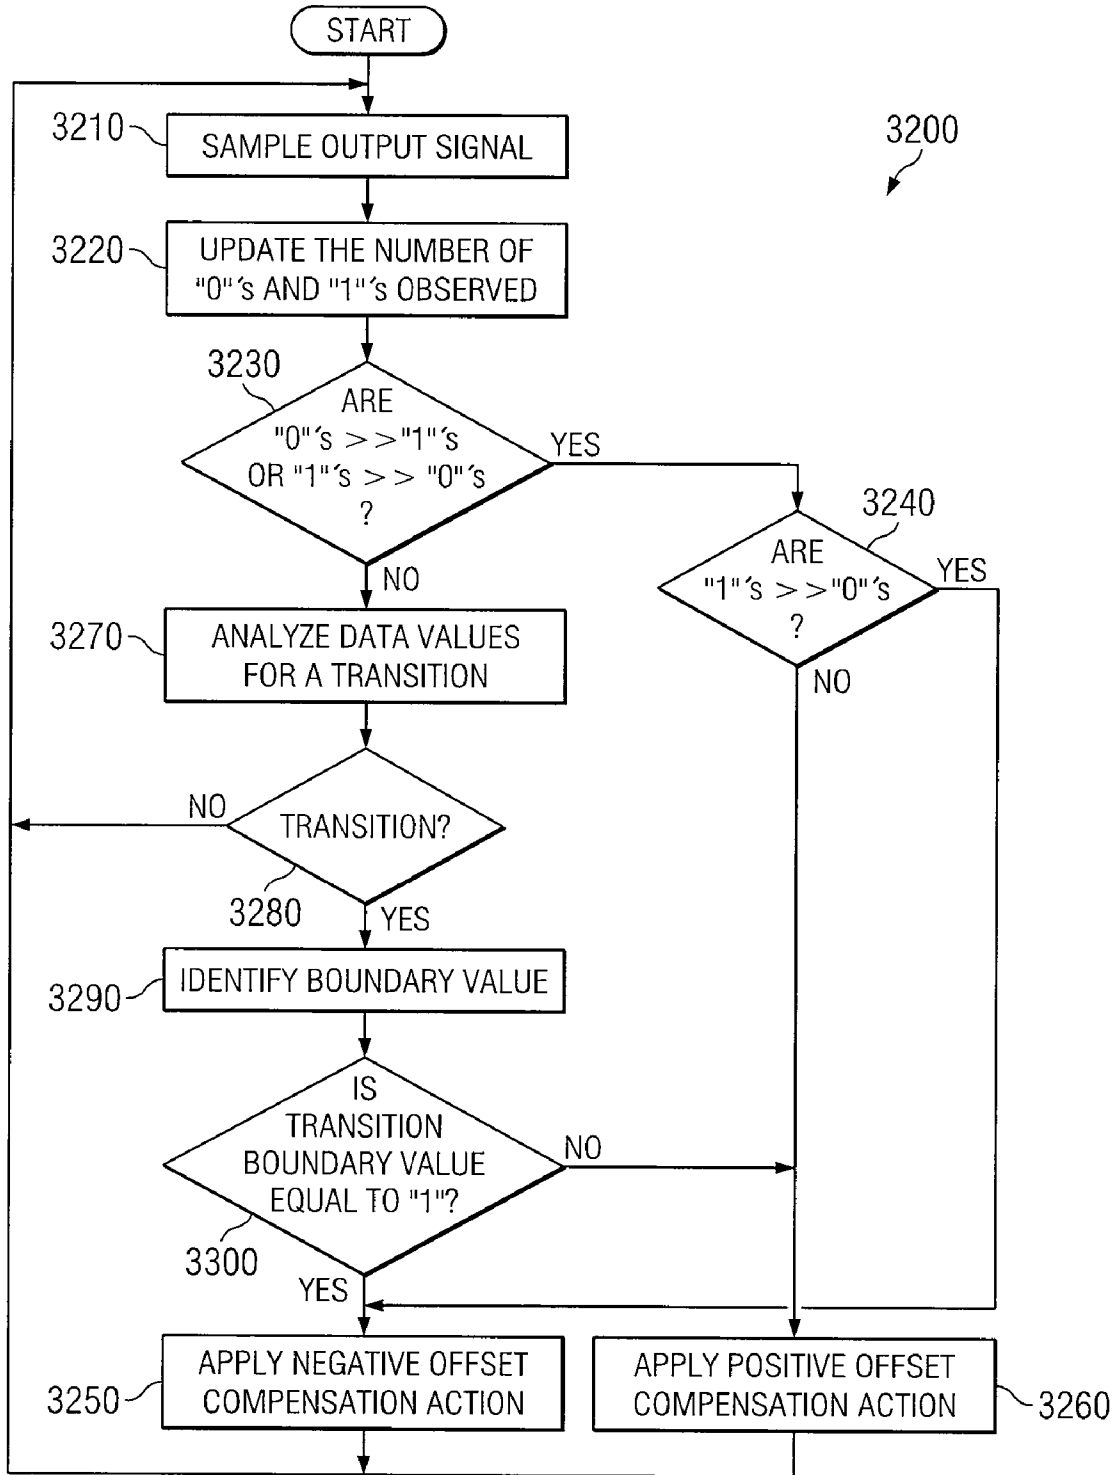 START
3210
SAMPLE OUTPUT SIGNAL
3200
3220
UPDATE THE NUMBER OF
"0"'s AND "1"'s OBSERVED
3230
ARE
"0"'s >>"1"'s
OR "1"'s >> "0"'s
?
YES
NO
3240
ARE
"1"'s >>"0"'s
?
YES
NO
3270
ANALYZE DATA VALUES
FOR A TRANSITION
NO
TRANSITION?
3280
YES
3290
IDENTIFY BOUNDARY VALUE
IS
TRANSITION
BOUNDARY VALUE
EQUAL TO "1"?
NO
3300
YES
3250
APPLY NEGATIVE OFFSET
COMPENSATION ACTION
APPLY POSITIVE OFFSET
COMPENSATION ACTION
3260